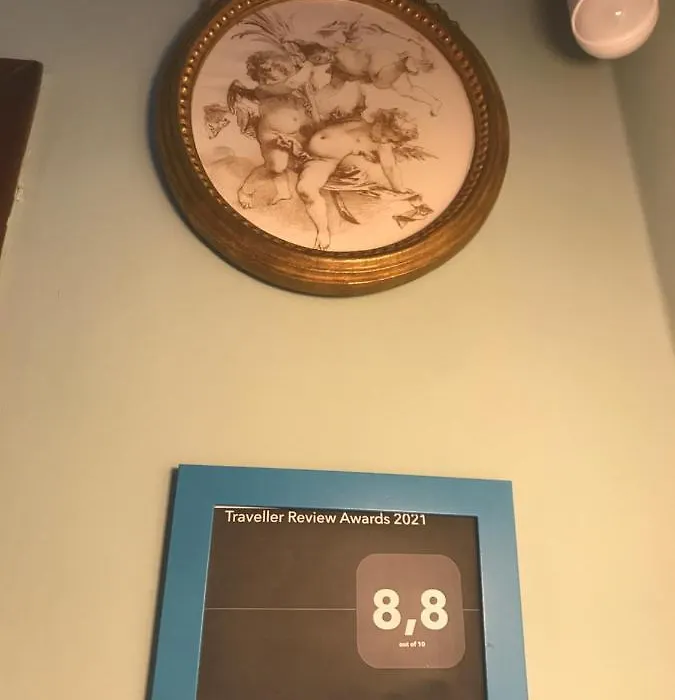 Traveller Review Awards 2021
8,8
out of 10